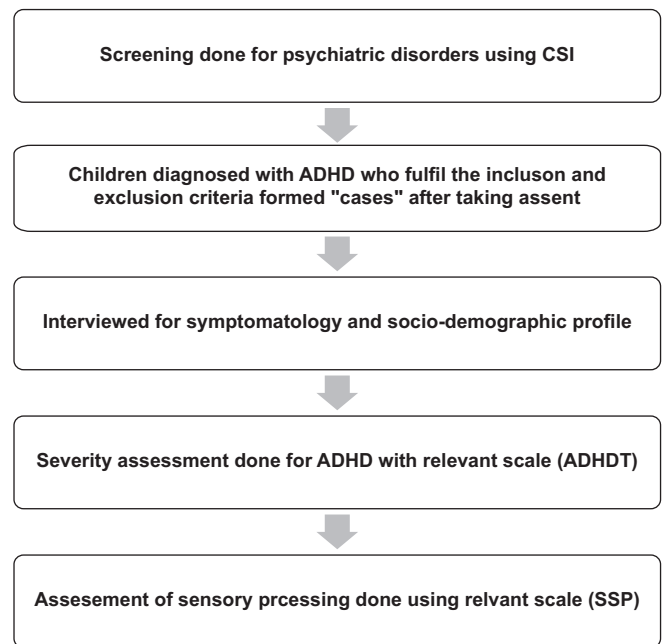 Screening done for psychiatric disorders using CSI
Children diagnosed with ADHD who fulfil the incluson and
exclusion criteria formed "cases" after taking assent
Interviewed for symptomatology and socio-demographic profile
Severity assessment done for ADHD with relevant scale (ADHDT)
Assesement of sensory prcessing done using relvant scale (SSP)